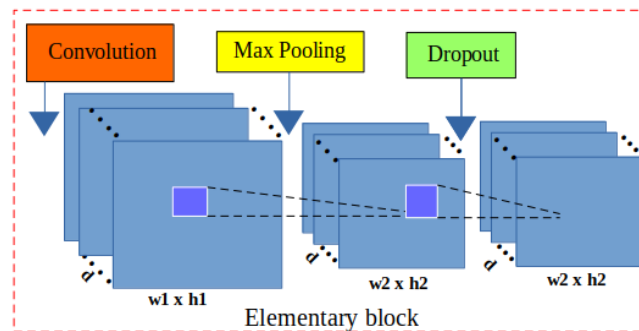 Convolution
Max Pooling
Dropout
d
w1 x h1
d
w2 x h2
d
w2 x h2
Elementary block